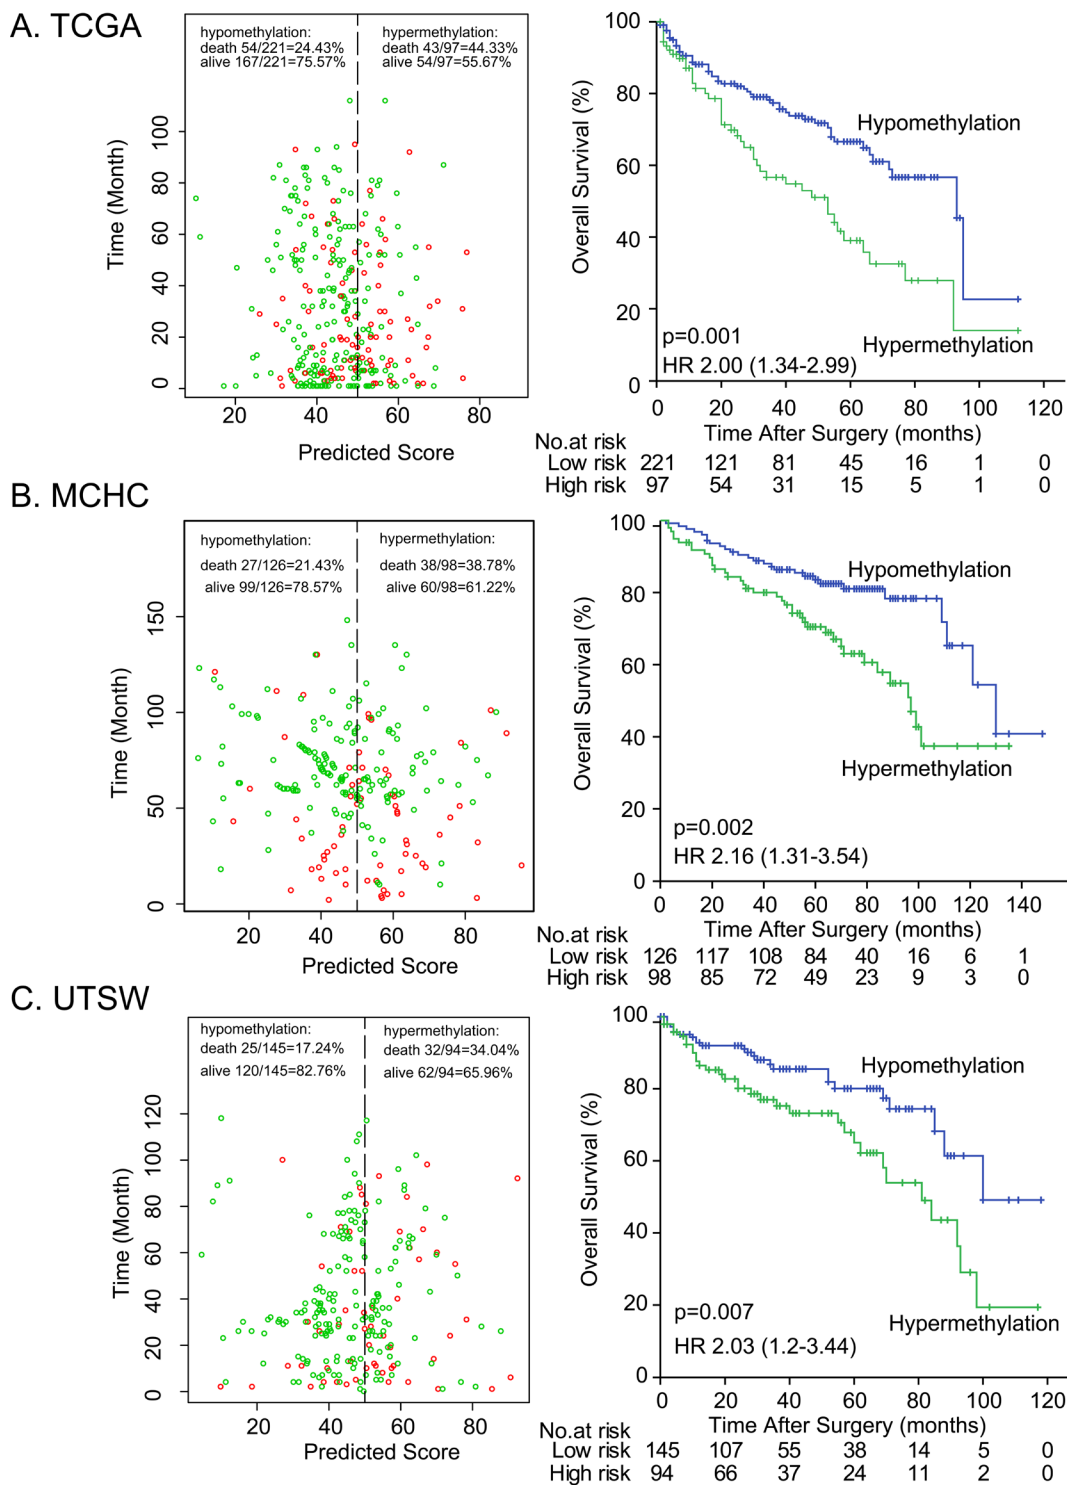 A. TCGA
hypomethylation:
death 54/221=24.43%
alive 167/221=75.57%
hypermethylation:
death 43/97=44.33%
alive 54/97=55.67%
Time (Month)
0 20 40 60 80 100
20 40 60 80
Predicted Score
Overall Survival (%)
100
80
60
40
20
0
Hypomethylation
Hypermethylation
p=0.001
HR 2.00 (1.34-2.99)
0 20 40 60 80 100 120
Time After Surgery (months)
No.at risk
Low risk 221 121 81 45 16 1 0
High risk 97 54 31 15 5 1 0
B. MCHC
hypomethylation:
death 27/126=21.43%
alive 99/126=78.57%
hypermethylation:
death 38/98=38.78%
alive 60/98=61.22%
Time (Month)
0 50 100 150
20 40 60 80
Predicted Score
Overall Survival (%)
100
80
60
40
20
0
Hypomethylation
Hypermethylation
p=0.002
HR 2.16 (1.31-3.54)
0 20 40 60 80 100 120 140
Time After Surgery (months)
No.at risk
Low risk 126 117 108 84 40 16 6 1
High risk 98 85 72 49 23 9 3 0
C. UTSW
hypomethylation:
death 25/145=17.24%
alive 120/145=82.76%
hypermethylation:
death 32/94=34.04%
alive 62/94=65.96%
Time (Month)
0 20 40 60 80 100 120
20 40 60 80
Predicted Score
Overall Survival (%)
100
80
60
40
20
0
Hypomethylation
Hypermethylation
p=0.007
HR 2.03 (1.2-3.44)
0 20 40 60 80 100 120
Time After Surgery (months)
No.at risk
Low risk 145 107 55 38 14 5 0
High risk 94 66 37 24 11 2 0